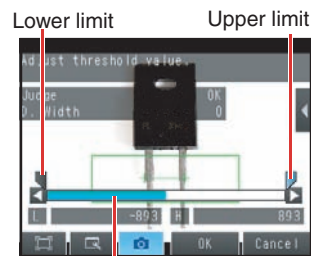 Lower limit Upper limit
Adjust threshold value.
Judge OK
D. Width 0
L -893 H 893
OK Cancel